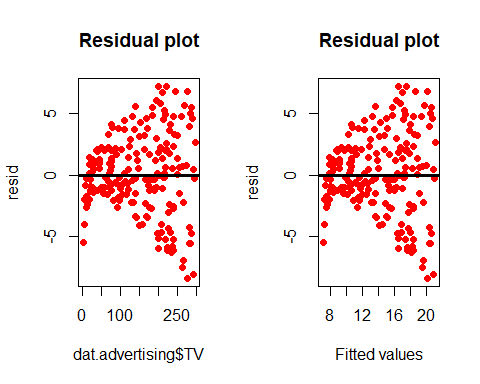 Residual plot
resid
5
0
-5
0
100
250
dat.advertising$TV
Residual plot
resid
5
0
-5
8
12
16
20
Fitted values